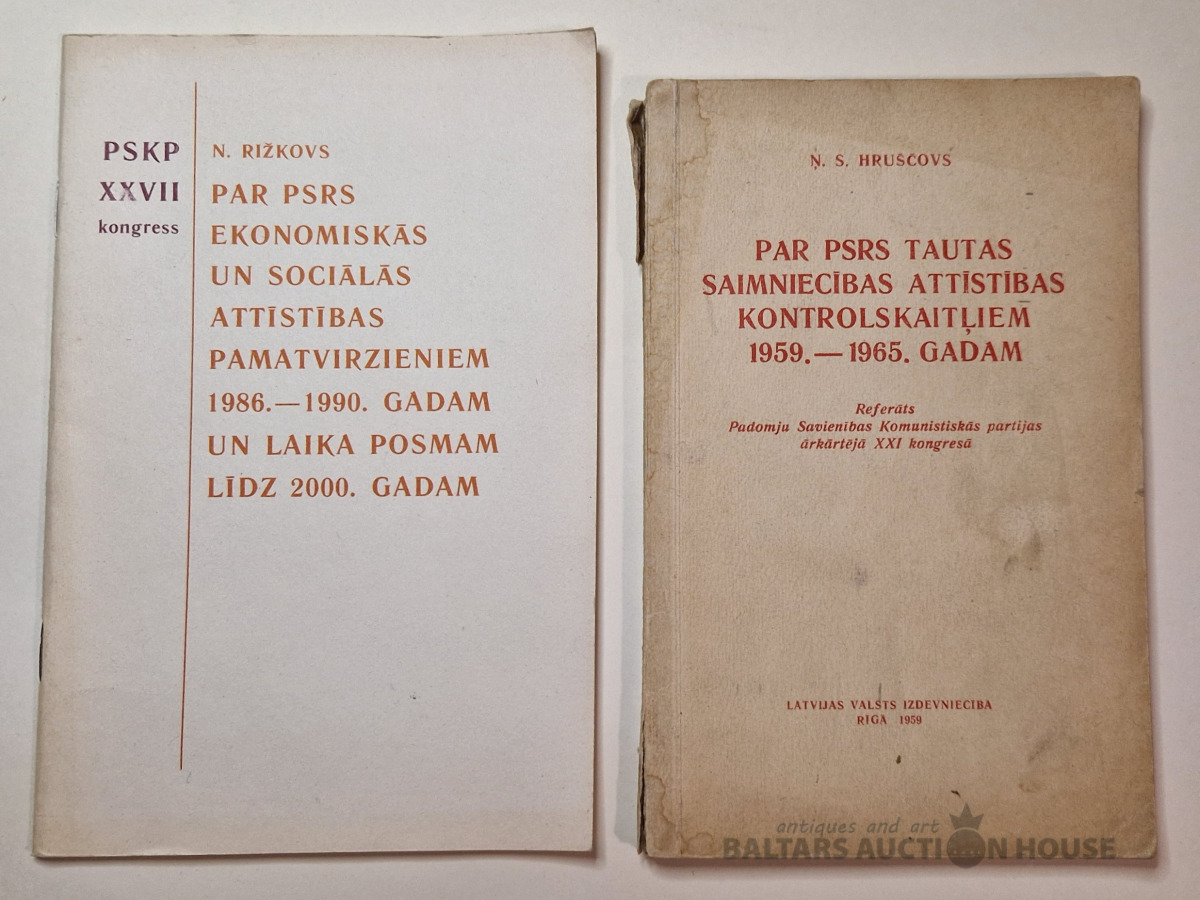 PSKP
XXVII
kongress
N. RIŽKOVS
PAR PSRS
EKONOMISKĀS
UN SOCIĀLĀS
ATTĪSTĪBAS
PAMATVIRZIENIEM
1986.—1990. GADAM
UN LAIKA POSMAM
LĪDZ 2000. GADAM
Ņ. S. HRUŠČOVS
PAR PSRS TAUTAS
SAIMNIECĪBAS ATTĪSTĪBAS
KONTROLSKAITĻIEM
1959.—1965. GADAM
Referāts
Padomju Savienības Komunistiskās partijas
ārkārtējā XXI kongresā
LATVIJAS VALSTS IZDEVNIECĪBA
RĪGĀ 1959
antiques and art
BALTARS AUCTION HOUSE